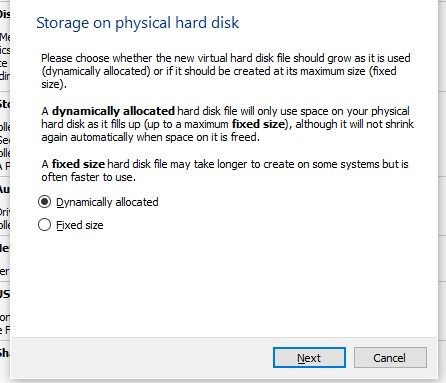 Storage on physical hard disk
Please choose whether the new virtual hard disk file should grow as it is used
(dynamically allocated) or if it should be created at its maximum size (fixed
size).
A dynamically allocated hard disk file will only use space on your physical
hard disk as it fills up (up to a maximum fixed size), although it will not shrink
again automatically when space on it is freed.
A fixed size hard disk file may take longer to create on some systems but is
often faster to use.
Dynamically allocated
Fixed size
Next
Cancel